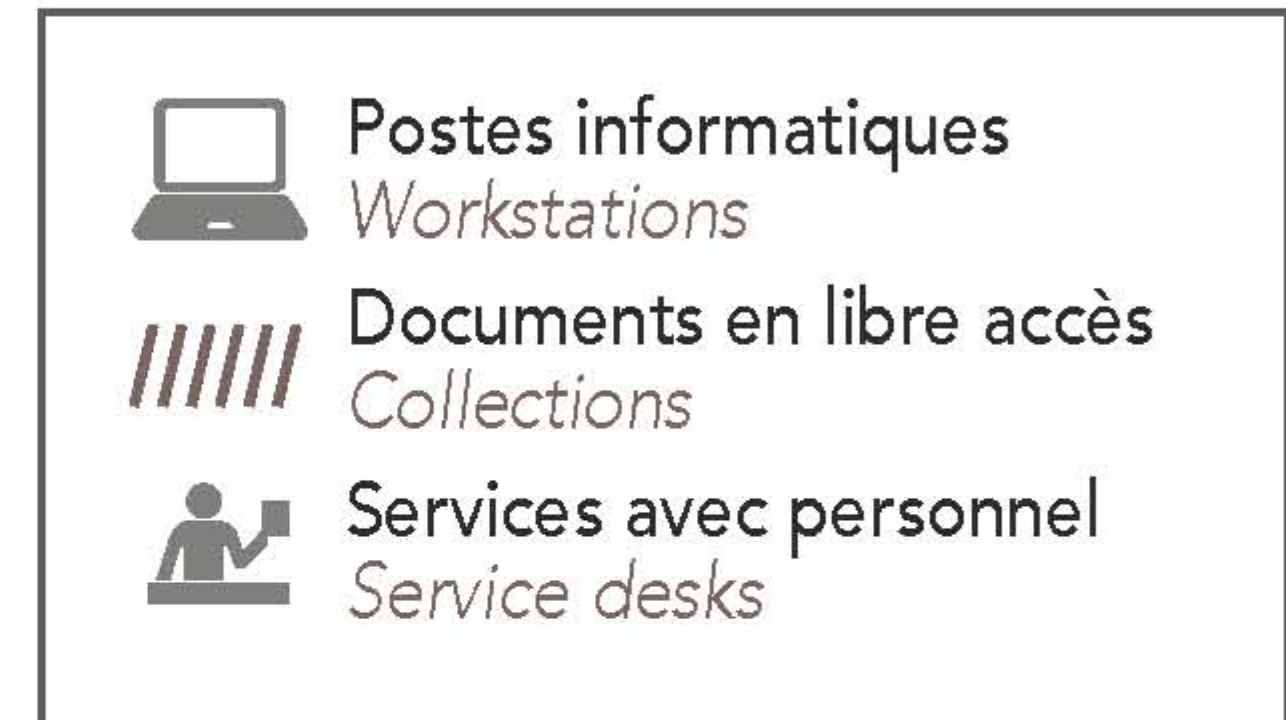 Postes informatiques
Workstations
Documents en libre accès
Collections
Services avec personnel
Service desks